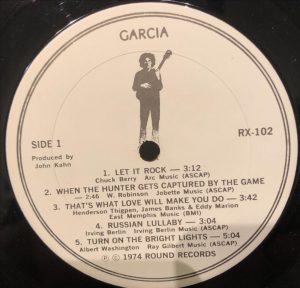 GARCIA
SIDE 1
RX-102
Produced by
John Kahn
1. LET IT ROCK — 3:12
Chuck Berry Arc Music (ASCAP)
2. WHEN THE HUNTER GETS CAPTURED BY THE GAME
— 2:46 W. Robinson Jobette Music (ASCAP)
3. THAT'S WHAT LOVE WILL MAKE YOU DO — 3:42
Henderson Thigpen, James Banks & Eddy Marion
East Memphis Music (BMI)
4. RUSSIAN LULLABY — 3:04
Irving Berlin Irving Berlin Music (ASCAP)
5. TURN ON THE BRIGHT LIGHTS — 5:04
Albert Washington Ray Gilbert Music (ASCAP)
℗ © 1974 ROUND RECORDS